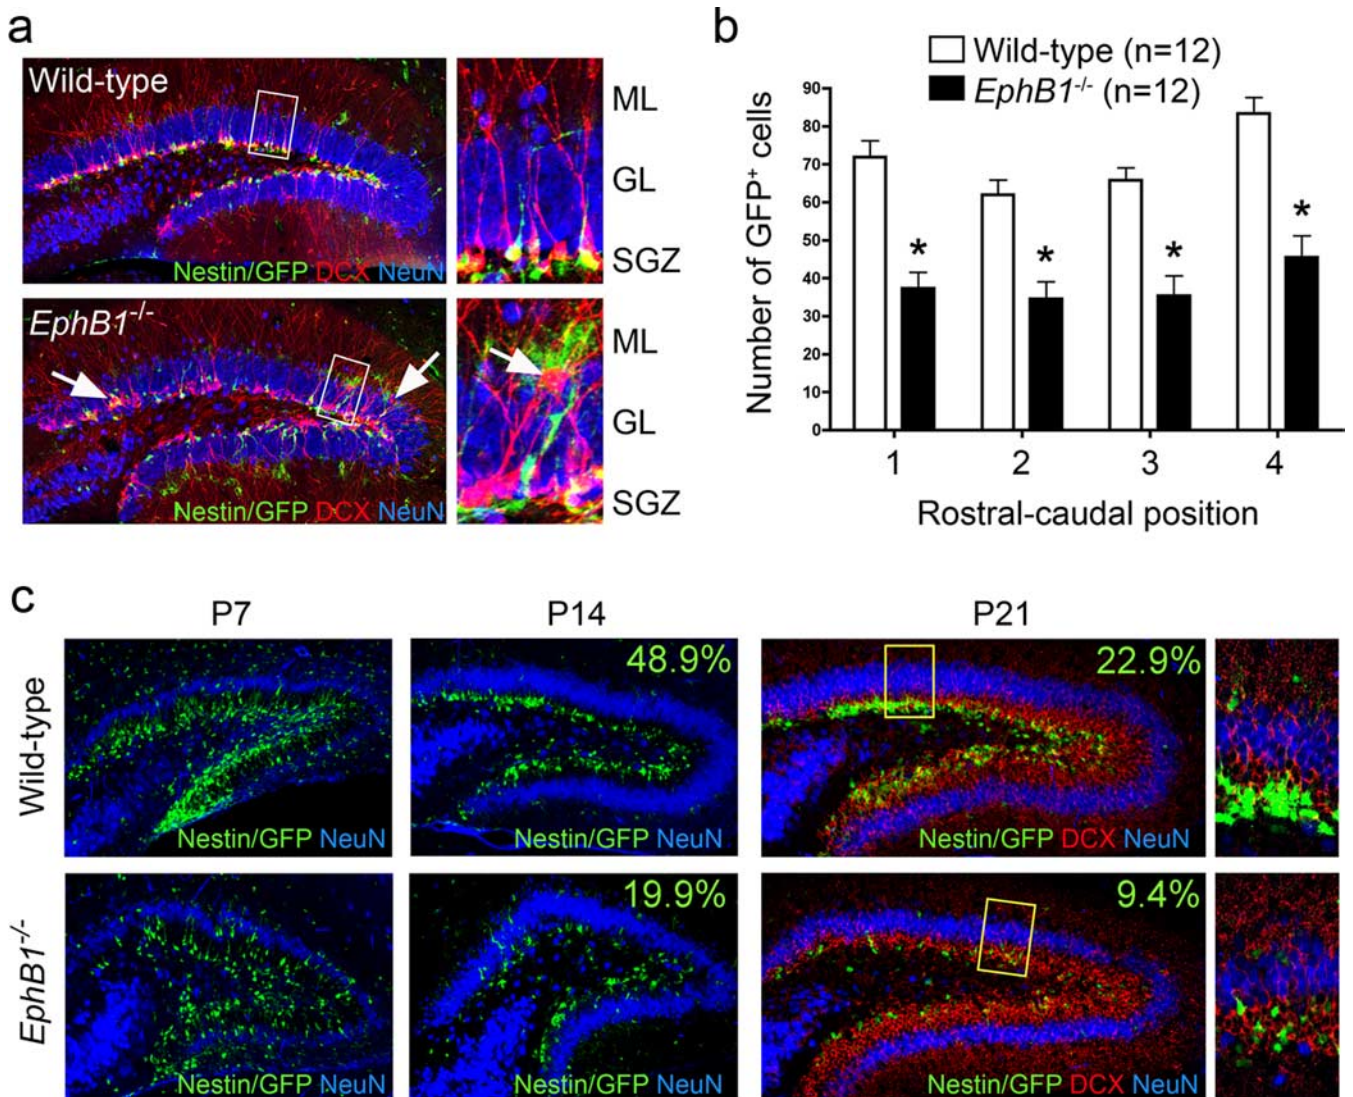 a
Wild-type
Nestin/GFP DCX NeuN
ML
GL
SGZ
EphB1-/-
Nestin/GFP DCX NeuN
ML
GL
SGZ
b
Wild-type (n=12)
EphB1-/- (n=12)
Number of GFP+ cells
90
80
70
60
50
40
30
20
10
0
*
*
*
*
1 2 3 4
Rostral-caudal position
c
P7 P14 P21
Wild-type
Nestin/GFP NeuN
48.9%
Nestin/GFP NeuN
22.9%
Nestin/GFP DCX NeuN
EphB1-/-
Nestin/GFP NeuN
19.9%
Nestin/GFP NeuN
9.4%
Nestin/GFP DCX NeuN